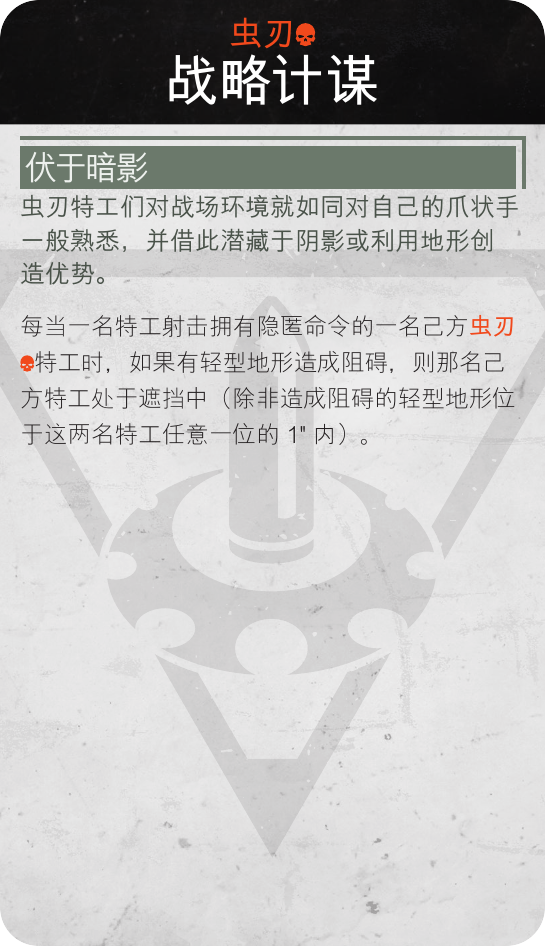 虫刃
战略计谋
伏于暗影
虫刃特工们对战场环境就如同对自己的爪状手
一般熟悉，并借此潜藏于阴影或利用地形创
造优势。
每当一名特工射击拥有隐匿命令的一名己方虫刃
特工时，如果有轻型地形造成阻碍，则那名己
方特工处于遮挡中（除非造成阻碍的轻型地形位
于这两名特工任意一位的 1" 内）。